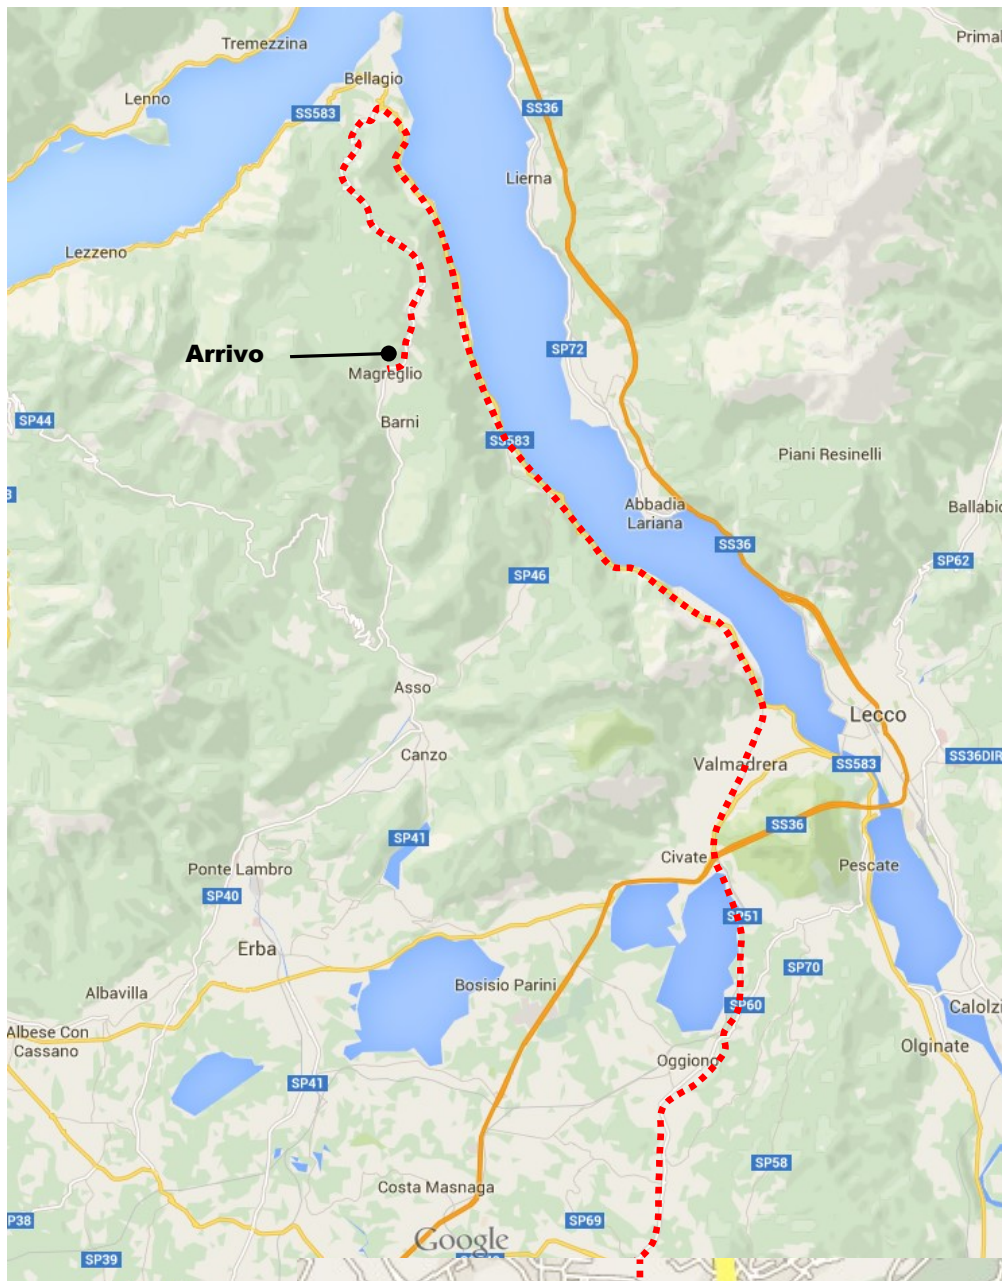 Tremezzina
Primal
Bellagio
Lenno
SS583
SS36
Lierna
Lezzeno
Arrivo
SP72
Magreglio
SP44
Barni
SS583
Piani Resinelli
Abbadia
Lariana
Ballabio
SS36
SP62
SP46
Asso
Lecco
Canzo
Valmadrera
SS583
SS36DIR
SS36
SP41
Civate
Pescate
Ponte Lambro
SP40
SP51
Erba
SP70
Bosisio Parini
Albavilla
SP60
Calolzi
Albese Con
Cassano
Olginate
Oggiono
SP41
SP58
Costa Masnaga
P38
SP69
Google
SP39